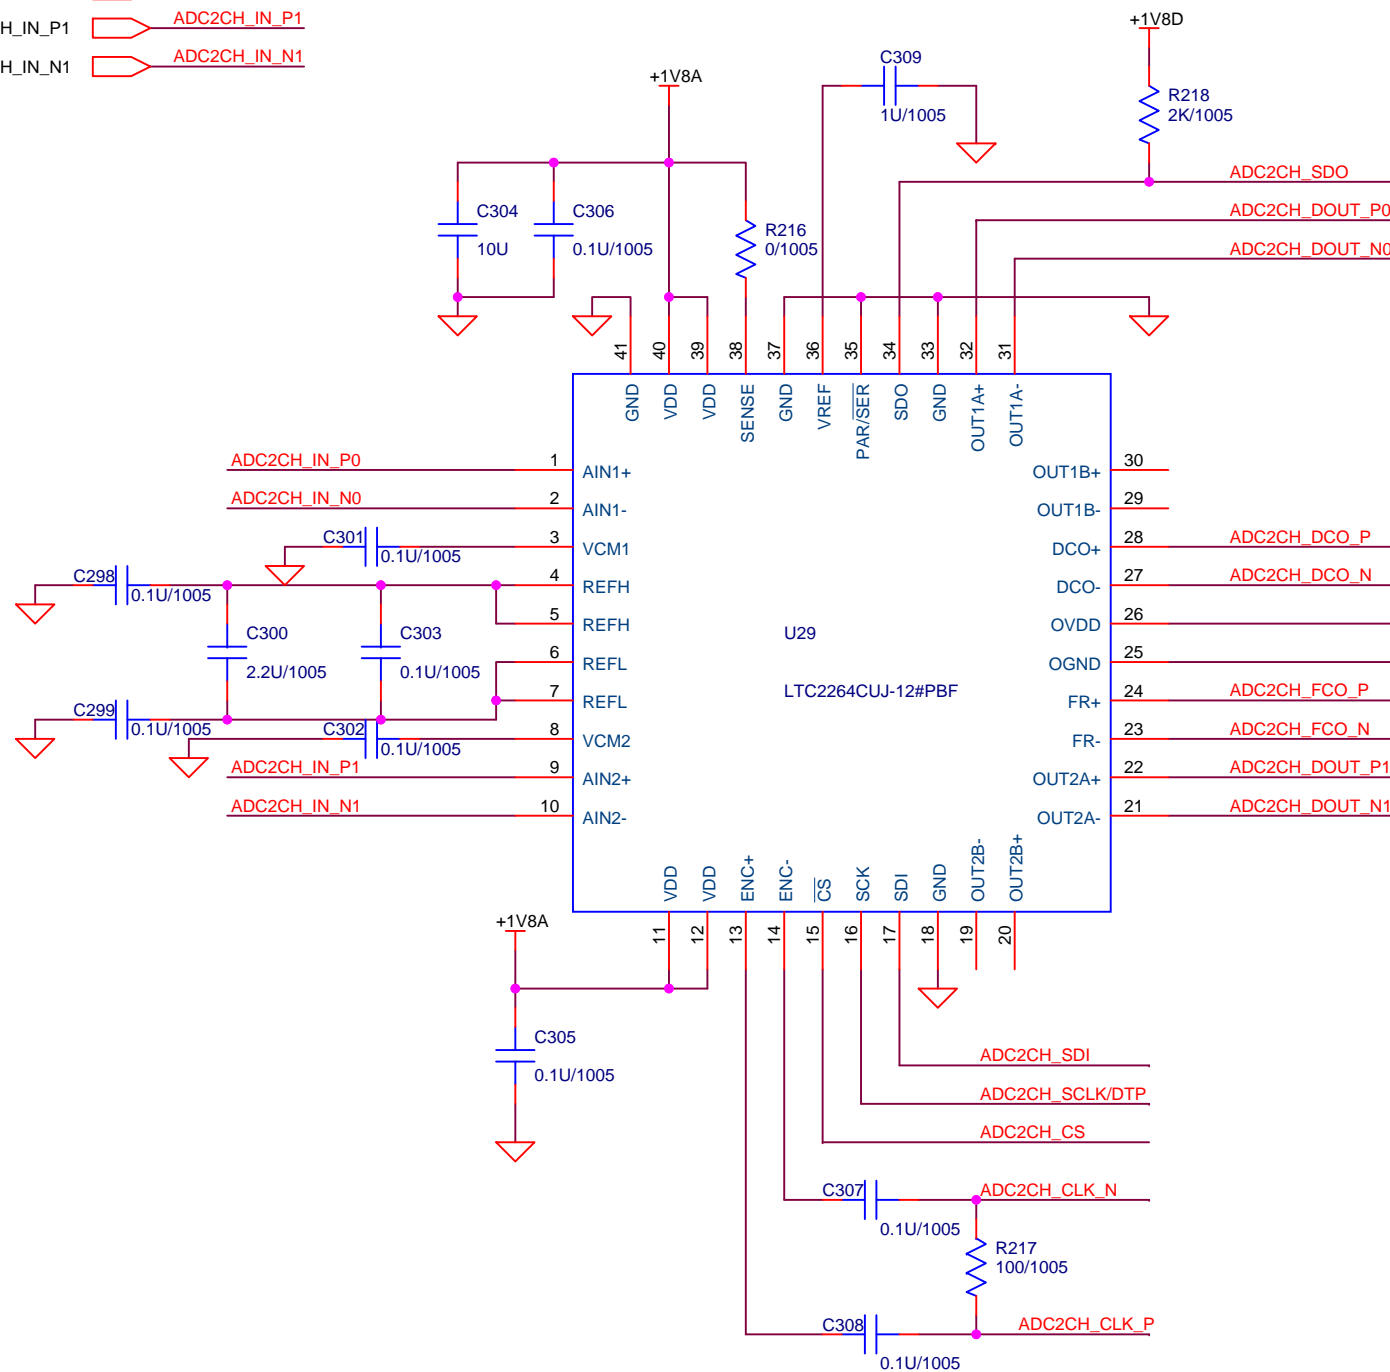 H_IN_P1 ADC2CH_IN_P1
H_IN_N1 ADC2CH_IN_N1
+1V8A
+1V8D
C309
1U/1005
R218
2K/1005
C304
10U
C306
0.1U/1005
R216
0/1005
ADC2CH_SDO
ADC2CH_DOUT_P0
ADC2CH_DOUT_N0
41 40 39 38 37 36 35 34 33 32 31
GND VDD VDD SENSE GND VREF PAR/SER SDO GND OUT1A+ OUT1A-
ADC2CH_IN_P0 1 AIN1+
ADC2CH_IN_N0 2 AIN1-
C301 0.1U/1005 3 VCM1
C298 0.1U/1005 4 REFH
5 REFH
C300
2.2U/1005
C303
0.1U/1005
6 REFL
7 REFL
C299 0.1U/1005
C302 0.1U/1005 8 VCM2
ADC2CH_IN_P1 9 AIN2+
ADC2CH_IN_N1 10 AIN2-
U29
LTC2264CUJ-12#PBF
OUT1B+ 30
OUT1B- 29
DCO+ 28 ADC2CH_DCO_P
DCO- 27 ADC2CH_DCO_N
OVDD 26
OGND 25
FR+ 24 ADC2CH_FCO_P
FR- 23 ADC2CH_FCO_N
OUT2A+ 22 ADC2CH_DOUT_P1
OUT2A- 21 ADC2CH_DOUT_N1
VDD VDD ENC+ ENC- CS SCK SDI GND OUT2B- OUT2B+
11 12 13 14 15 16 17 18 19 20
+1V8A
C305
0.1U/1005
ADC2CH_SDI
ADC2CH_SCLK/DTP
ADC2CH_CS
C307 ADC2CH_CLK_N
0.1U/1005
R217
100/1005
C308 ADC2CH_CLK_P
0.1U/1005